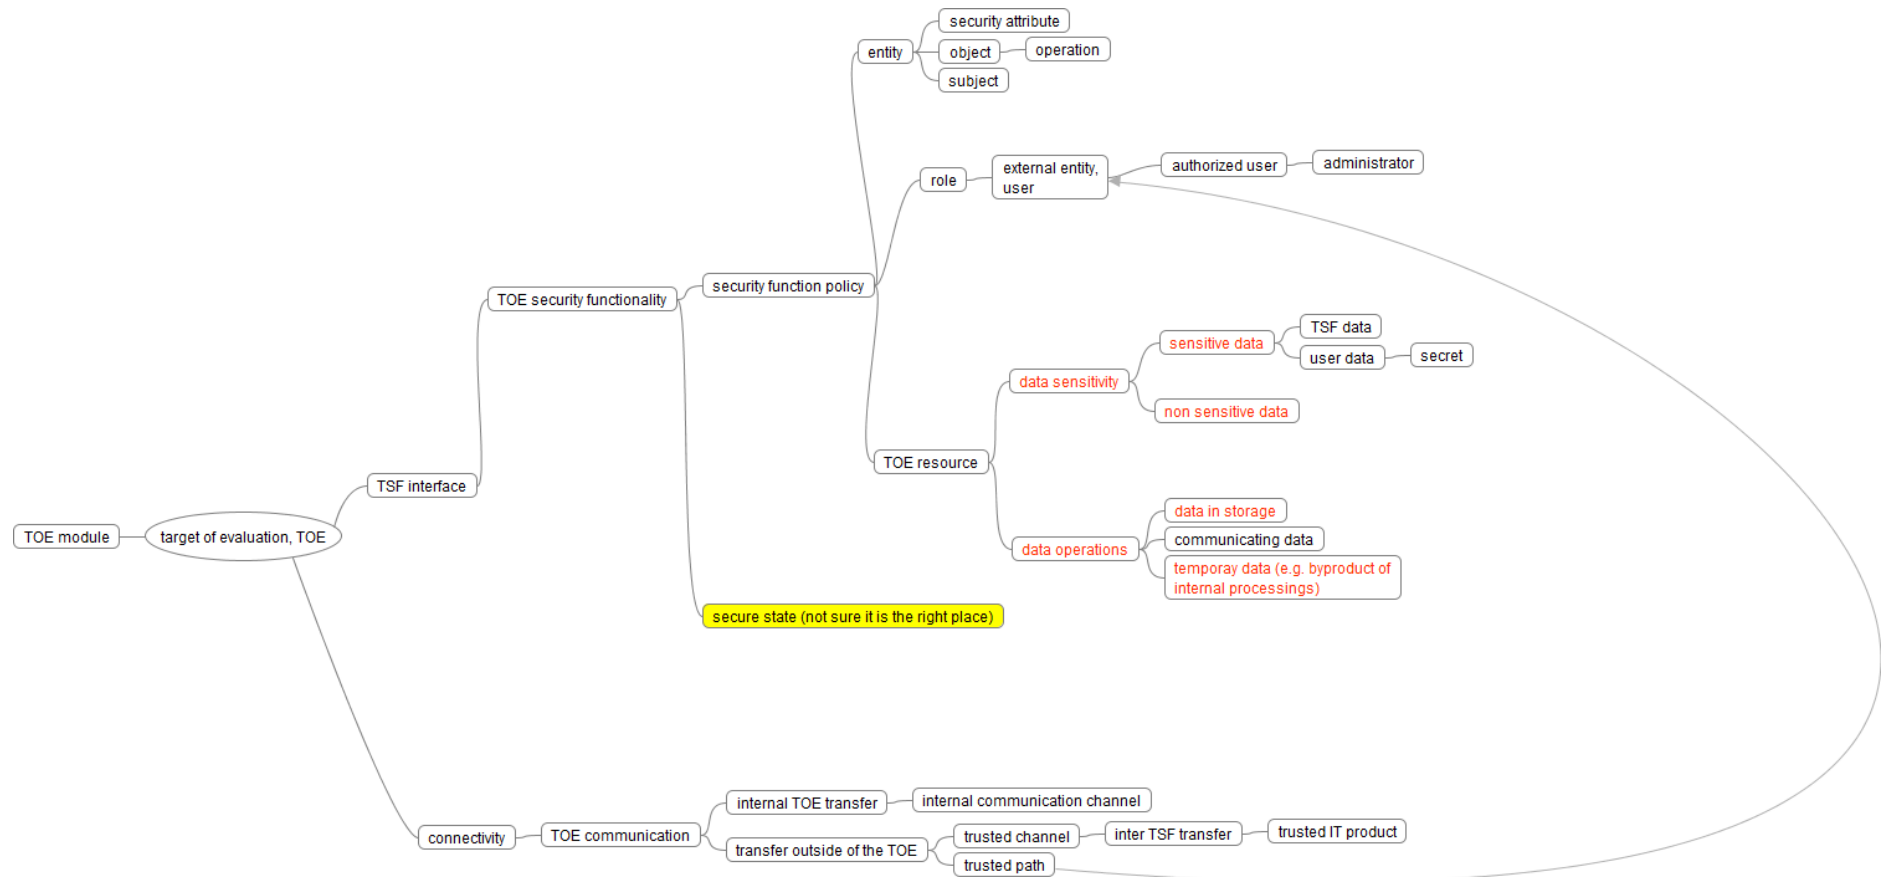 security attribute
entity
object
operation
subject
external entity,
user
authorized user
administrator
role
security function policy
TOE security functionality
TSF data
sensitive data
user data
secret
data sensitivity
non sensitive data
TOE resource
TSF interface
data in storage
TOE module
target of evaluation, TOE
communicating data
data operations
temporay data (e.g. byproduct of
internal processings)
secure state (not sure it is the right place)
internal TOE transfer
internal communication channel
connectivity
TOE communication
trusted channel
inter TSF transfer
trusted IT product
transfer outside of the TOE
trusted path